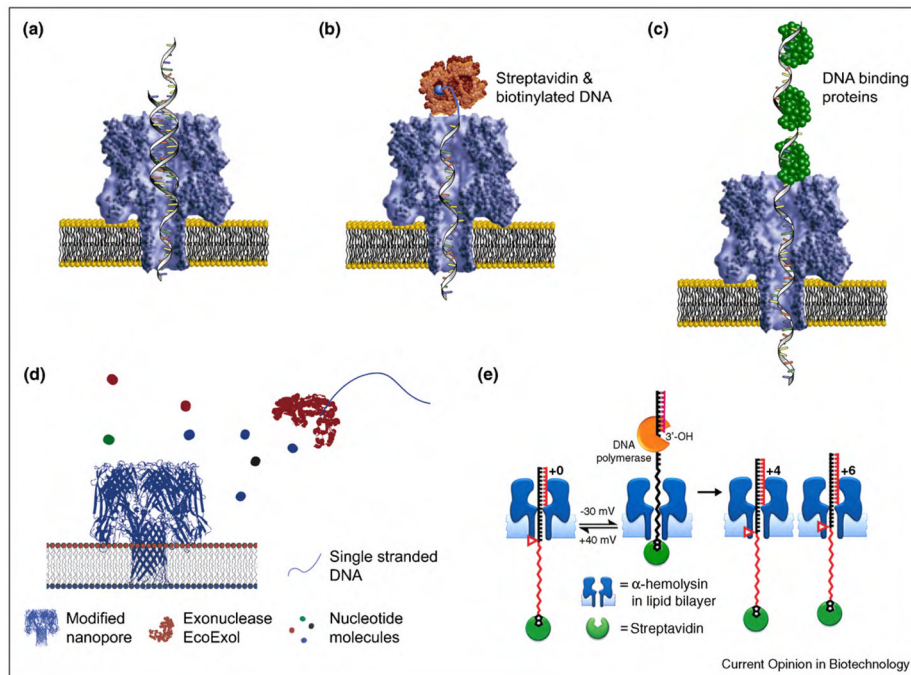 (a)
(b)
(c)
Streptavidin &
biotinylated DNA
DNA binding
proteins
(d)
(e)
+0
-30 mV
+40 mV
DNA
polymerase
3'-OH
+4
+6
Single stranded
DNA
Modified
nanopore
Exonuclease
EcoExoI
Nucleotide
molecules
= α-hemolysin
in lipid bilayer
=Streptavidin
Current Opinion in Biotechnology